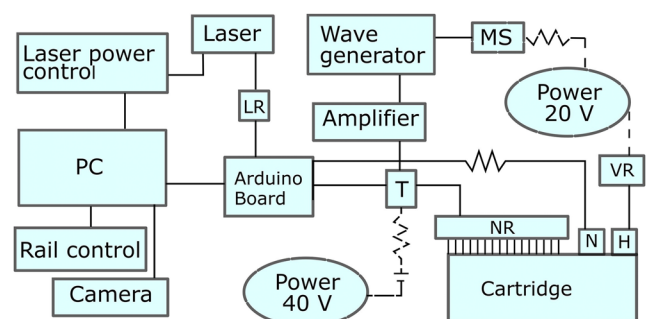 Laser power
control
Laser
Wave
generator
MS
LR
Amplifier
Power
20 V
PC
Arduino
Board
T
VR
Rail control
NR
N
H
Camera
Power
40 V
Cartridge